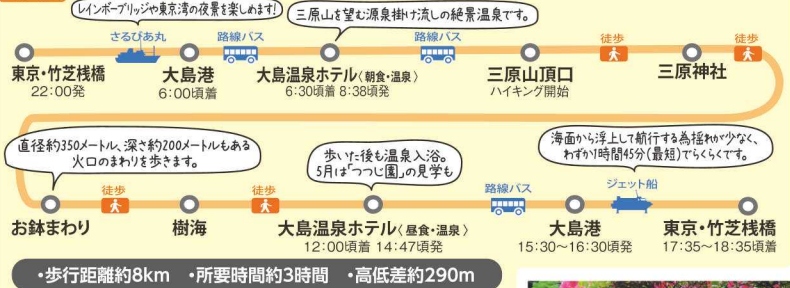 レインボーブリッジや東京湾の夜景を楽しめます!
三原山を望む源泉掛け流しの絶景温泉です。
さるびあ丸
路線バス
路線バス
徒歩
徒歩
東京・竹芝桟橋
22:00発
大島港
6:00頃着
大島温泉ホテル〈朝食・温泉〉
6:30頃着 8:38頃発
三原山頂口
ハイキング開始
三原神社
直径約350メートル、深さ約200メートルもある
火口のまわりを歩きます。
歩いた後も温泉入浴。
5月は「つつじ園」の見学も
海面から浮上して航行する為揺れが少なく、
わずか1時間45分(最短)でらくらくです。
徒歩
徒歩
路線バス
ジェット船
お鉢まわり
樹海
大島温泉ホテル〈昼食・温泉〉
12:00頃着 14:47頃発
大島港
15:30〜16:30頃発
東京・竹芝桟橋
17:35〜18:35頃着
・歩行距離約8km ・所要時間約3時間 ・高低差約290m